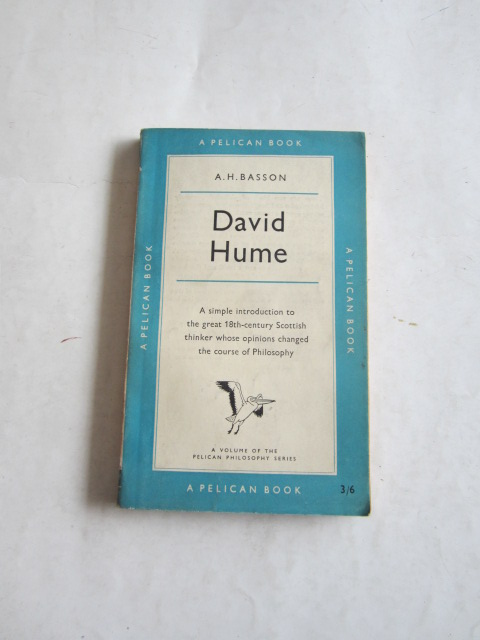 A PELICAN BOOK
A.H.BASSON
David
Hume
A simple introduction to
the great 18th-century Scottish
thinker whose opinions changed
the course of Philosophy
A VOLUME OF THE
PELICAN PHILOSOPHY SERIES
A PELICAN BOOK
A PELICAN BOOK
A PELICAN BOOK
3/6